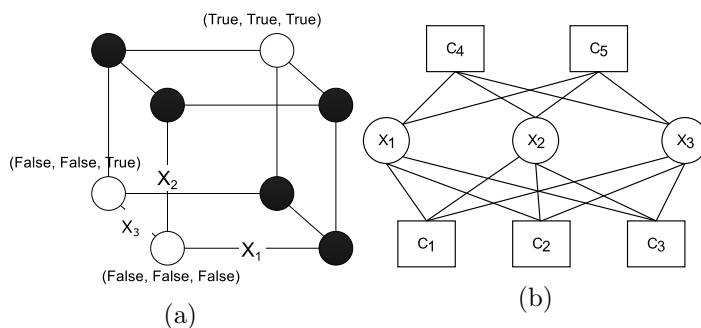 (True, True, True)
(False, False, True)
X2
X3
X1
(False, False, False)
(a)
C4
C5
X1
X2
X3
C1
C2
C3
(b)